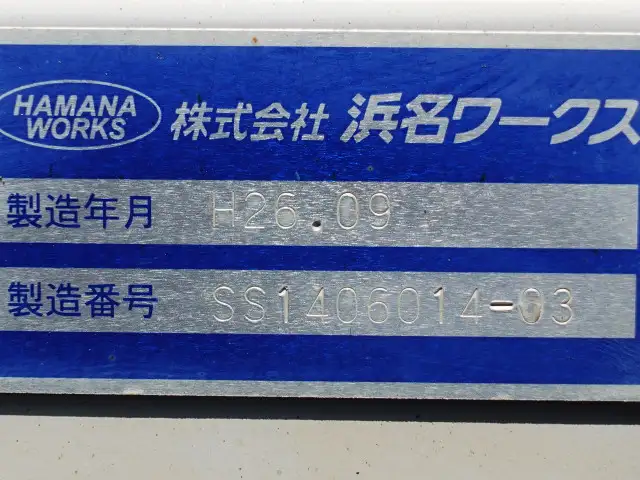 HAMANA
WORKS
株式会社 浜名ワークス
製造年月 H26.09
製造番号 SS1406014-03